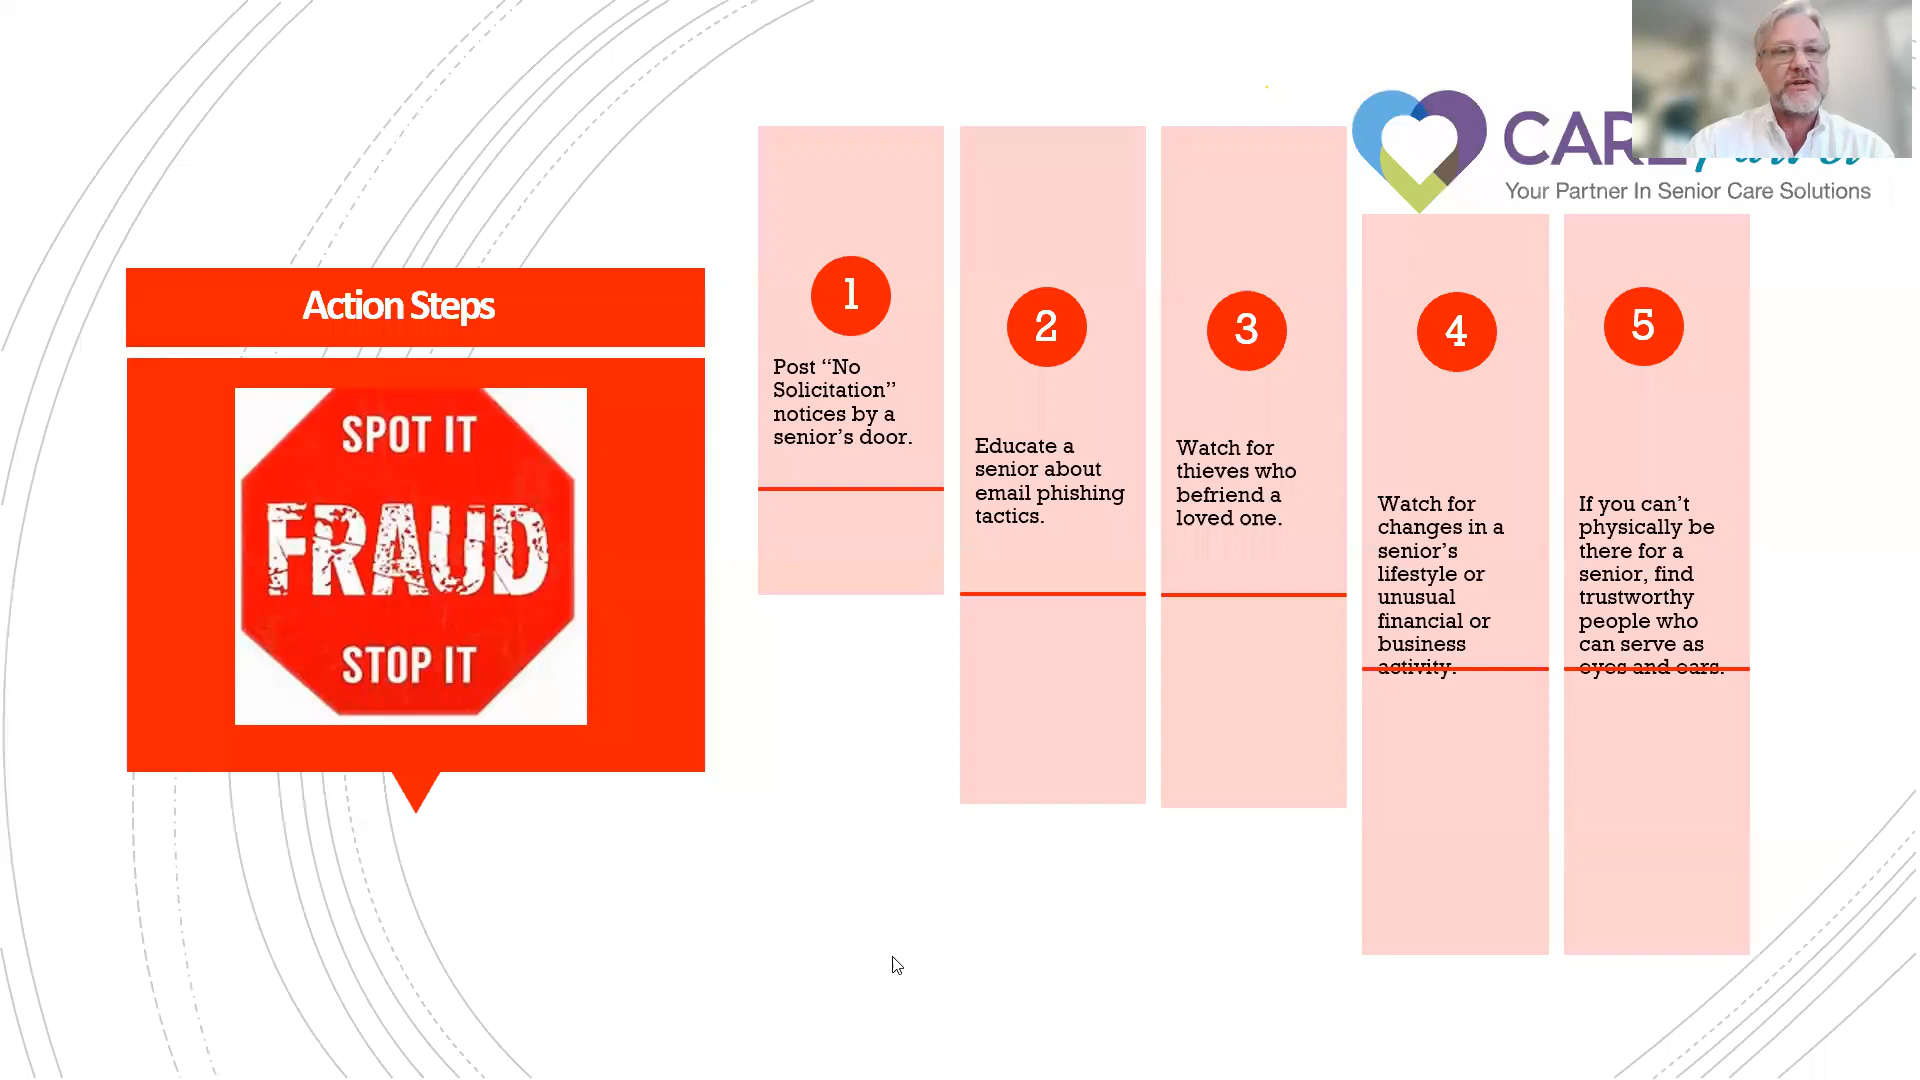 Action Steps
SPOT IT
FRAUD
STOP IT
1
Post “No
Solicitation”
notices by a
senior’s door.
2
Educate a
senior about
email phishing
tactics.
3
Watch for
thieves who
befriend a
loved one.
4
Watch for
changes in a
senior’s
lifestyle or
unusual
financial or
business
activity.
5
If you can’t
physically be
there for a
senior, find
trustworthy
people who
can serve as
eyes and ears.
Your Partner In Senior Care Solutions